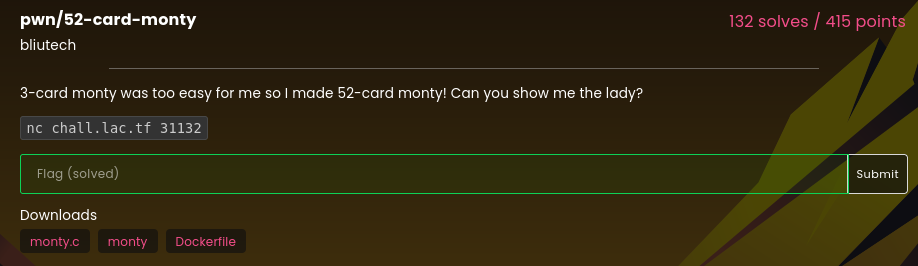 pwn/52-card-monty
132 solves / 415 points
bliutech
3-card monty was too easy for me so I made 52-card monty! Can you show me the lady?
nc chall.lac.tf 31132
Flag (solved)
Submit
Downloads
monty.c
monty
Dockerfile